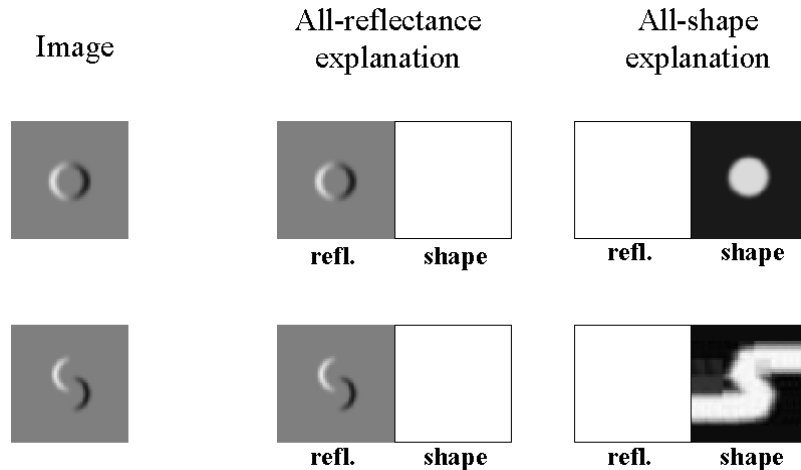 Image
All-reflectance
explanation
All-shape
explanation
refl. shape
refl. shape
refl. shape
refl. shape